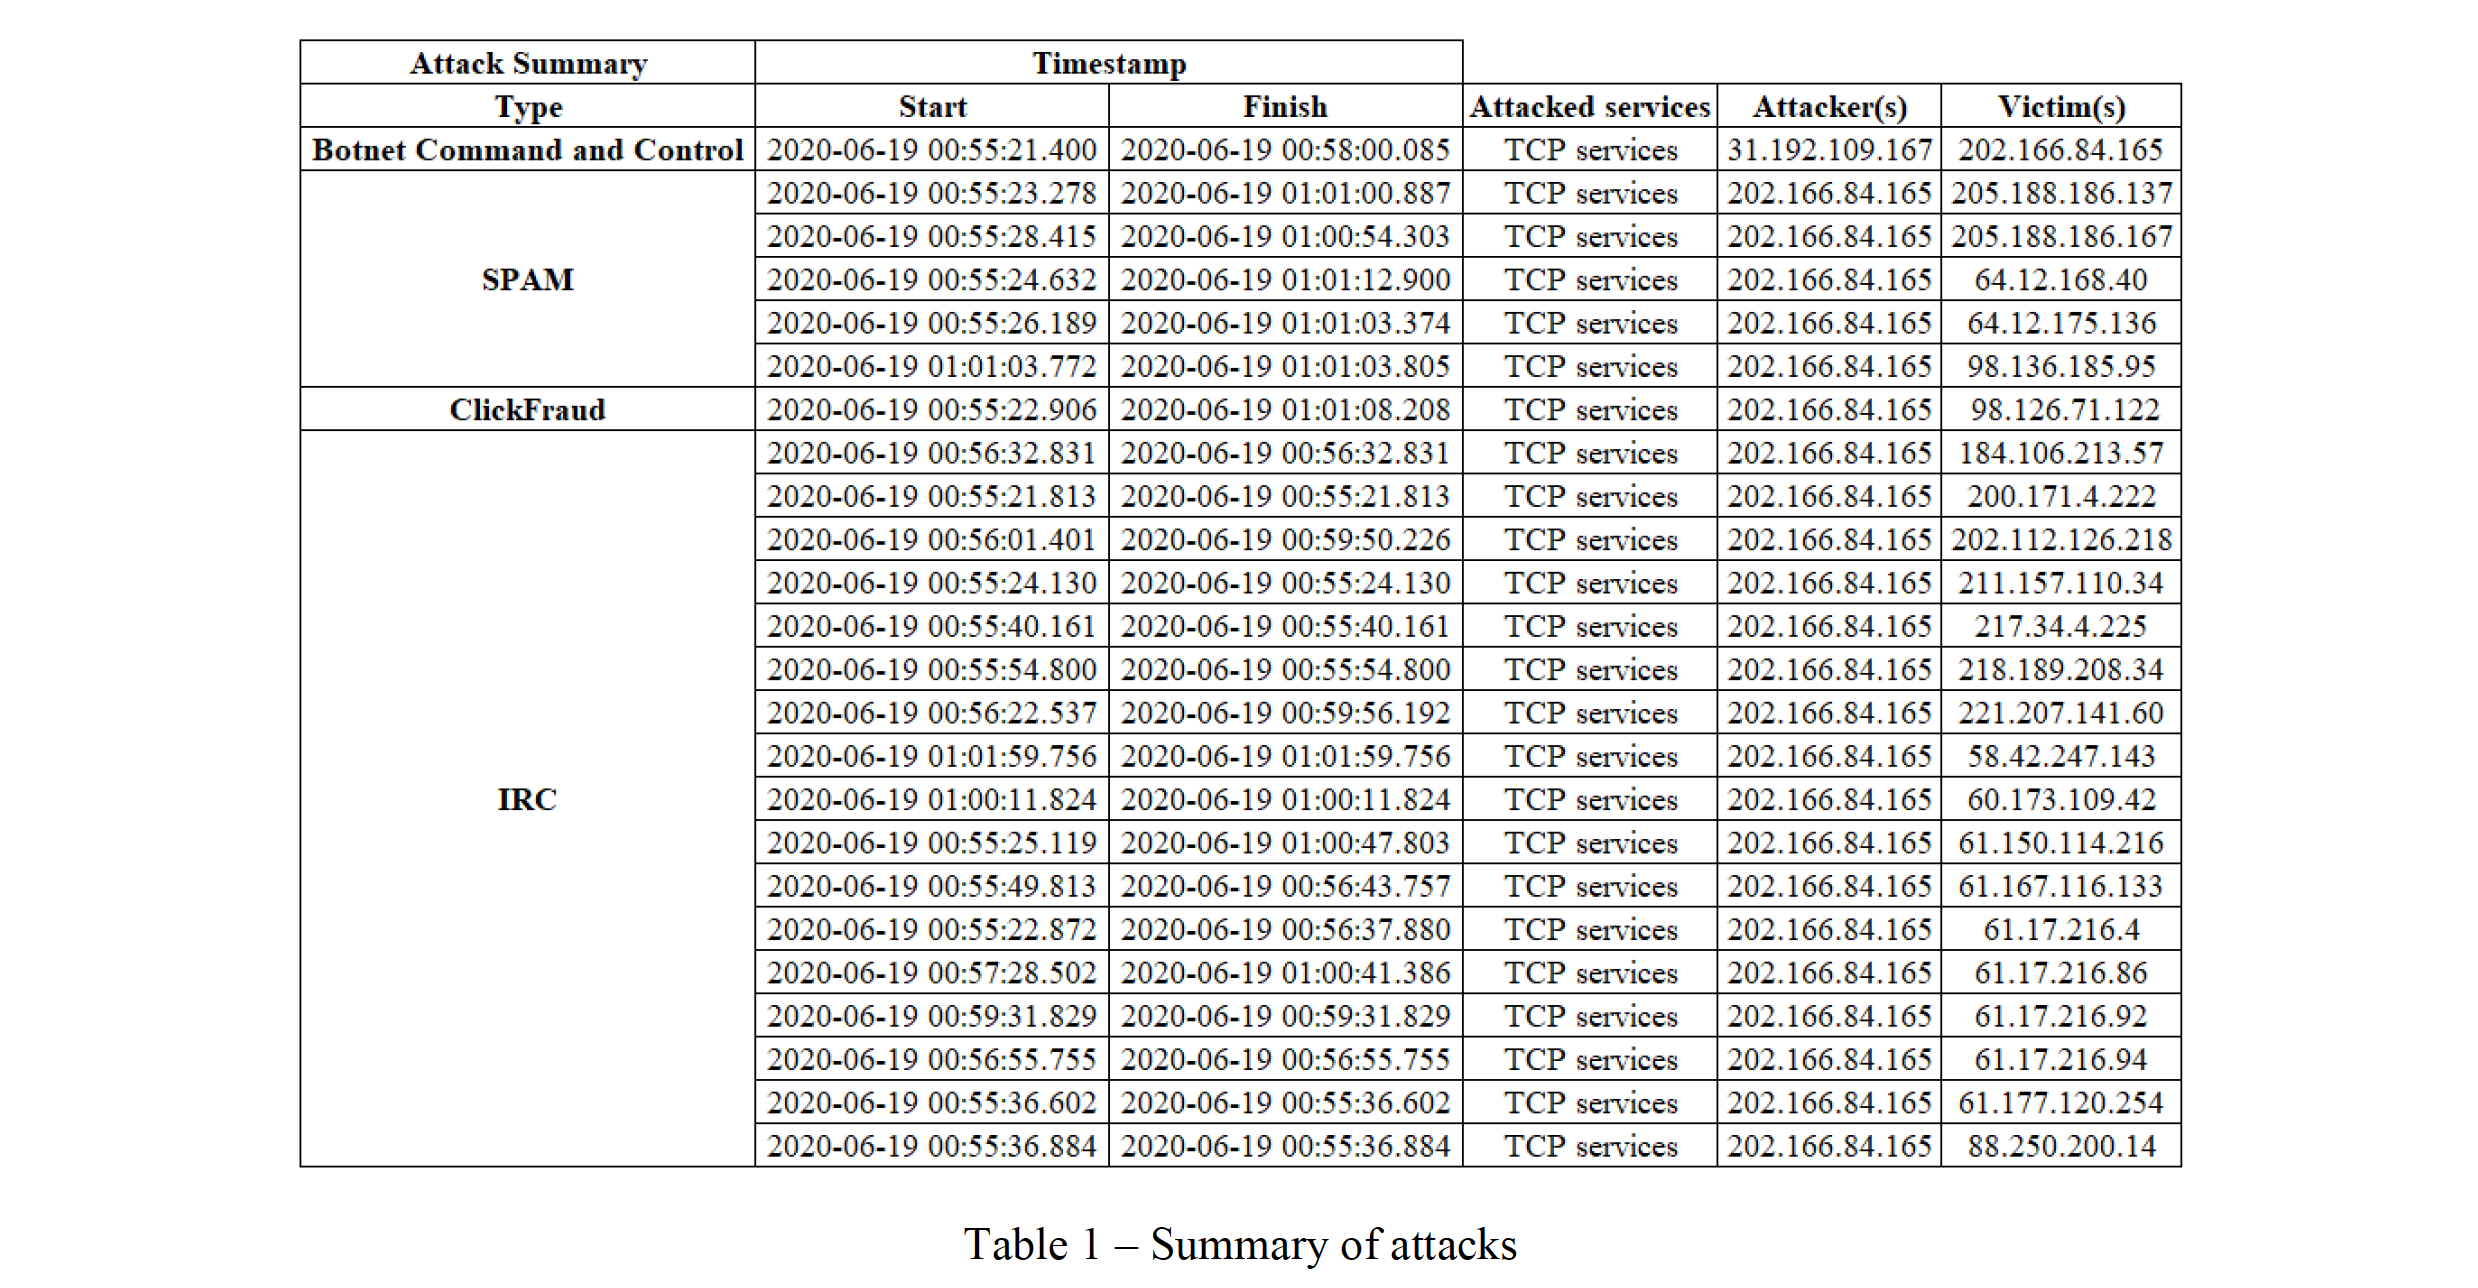 Attack Summary Timestamp
Type Start Finish Attacked services Attacker(s) Victim(s)
Botnet Command and Control 2020-06-19 00:55:21.400 2020-06-19 00:58:00.085 TCP services 31.192.109.167 202.166.84.165
2020-06-19 00:55:23.278 2020-06-19 01:01:00.887 TCP services 202.166.84.165 205.188.186.137
2020-06-19 00:55:28.415 2020-06-19 01:00:54.303 TCP services 202.166.84.165 205.188.186.167
SPAM 2020-06-19 00:55:24.632 2020-06-19 01:01:12.900 TCP services 202.166.84.165 64.12.168.40
2020-06-19 00:55:26.189 2020-06-19 01:01:03.374 TCP services 202.166.84.165 64.12.175.136
2020-06-19 01:01:03.772 2020-06-19 01:01:03.805 TCP services 202.166.84.165 98.136.185.95
ClickFraud 2020-06-19 00:55:22.906 2020-06-19 01:01:08.208 TCP services 202.166.84.165 98.126.71.122
2020-06-19 00:56:32.831 2020-06-19 00:56:32.831 TCP services 202.166.84.165 184.106.213.57
2020-06-19 00:55:21.813 2020-06-19 00:55:21.813 TCP services 202.166.84.165 200.171.4.222
2020-06-19 00:56:01.401 2020-06-19 00:59:50.226 TCP services 202.166.84.165 202.112.126.218
2020-06-19 00:55:24.130 2020-06-19 00:55:24.130 TCP services 202.166.84.165 211.157.110.34
2020-06-19 00:55:40.161 2020-06-19 00:55:40.161 TCP services 202.166.84.165 217.34.4.225
2020-06-19 00:55:54.800 2020-06-19 00:55:54.800 TCP services 202.166.84.165 218.189.208.34
2020-06-19 00:56:22.537 2020-06-19 00:59:56.192 TCP services 202.166.84.165 221.207.141.60
2020-06-19 01:01:59.756 2020-06-19 01:01:59.756 TCP services 202.166.84.165 58.42.247.143
IRC 2020-06-19 01:00:11.824 2020-06-19 01:00:11.824 TCP services 202.166.84.165 60.173.109.42
2020-06-19 00:55:25.119 2020-06-19 01:00:47.803 TCP services 202.166.84.165 61.150.114.216
2020-06-19 00:55:49.813 2020-06-19 00:56:43.757 TCP services 202.166.84.165 61.167.116.133
2020-06-19 00:55:22.872 2020-06-19 00:56:37.880 TCP services 202.166.84.165 61.17.216.4
2020-06-19 00:57:28.502 2020-06-19 01:00:41.386 TCP services 202.166.84.165 61.17.216.86
2020-06-19 00:59:31.829 2020-06-19 00:59:31.829 TCP services 202.166.84.165 61.17.216.92
2020-06-19 00:56:55.755 2020-06-19 00:56:55.755 TCP services 202.166.84.165 61.17.216.94
2020-06-19 00:55:36.602 2020-06-19 00:55:36.602 TCP services 202.166.84.165 61.177.120.254
2020-06-19 00:55:36.884 2020-06-19 00:55:36.884 TCP services 202.166.84.165 88.250.200.14
Table 1 – Summary of attacks